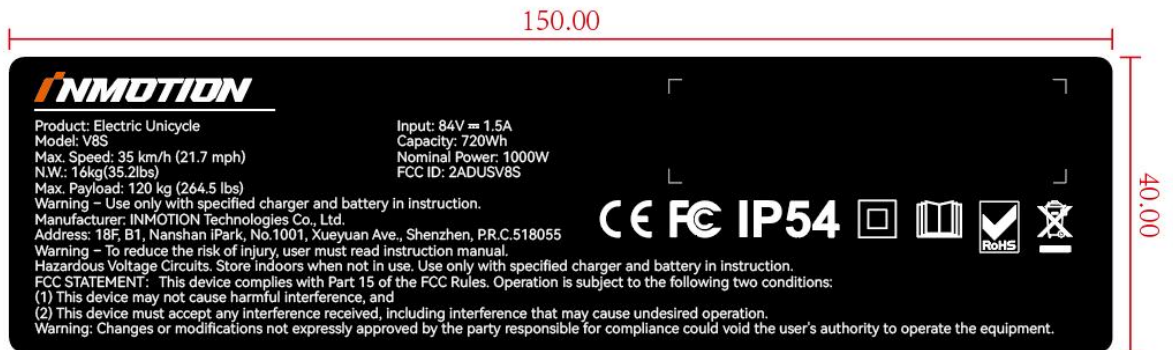 150.00
INMOTION
Product: Electric Unicycle
Model: V8S
Max. Speed: 35 km/h (21.7 mph)
N.W.: 16kg(35.2lbs)
Max. Payload: 120 kg (264.5 lbs)
Input: 84V ⎓ 1.5A
Capacity: 720Wh
Nominal Power: 1000W
FCC ID: 2ADUSV8S
Warning – Use only with specified charger and battery in instruction.
Manufacturer: INMOTION Technologies Co., Ltd.
Address: 18F, B1, Nanshan iPark, No.1001, Xueyuan Ave., Shenzhen, P.R.C.518055
Warning – To reduce the risk of injury, user must read instruction manual.
Hazardous Voltage Circuits. Store indoors when not in use. Use only with specified charger and battery in instruction.
FCC STATEMENT: This device complies with Part 15 of the FCC Rules. Operation is subject to the following two conditions:
(1) This device may not cause harmful interference, and
(2) This device must accept any interference received, including interference that may cause undesired operation.
Warning: Changes or modifications not expressly approved by the party responsible for compliance could void the user's authority to operate the equipment.
CE FC IP54
RoHS
40.00